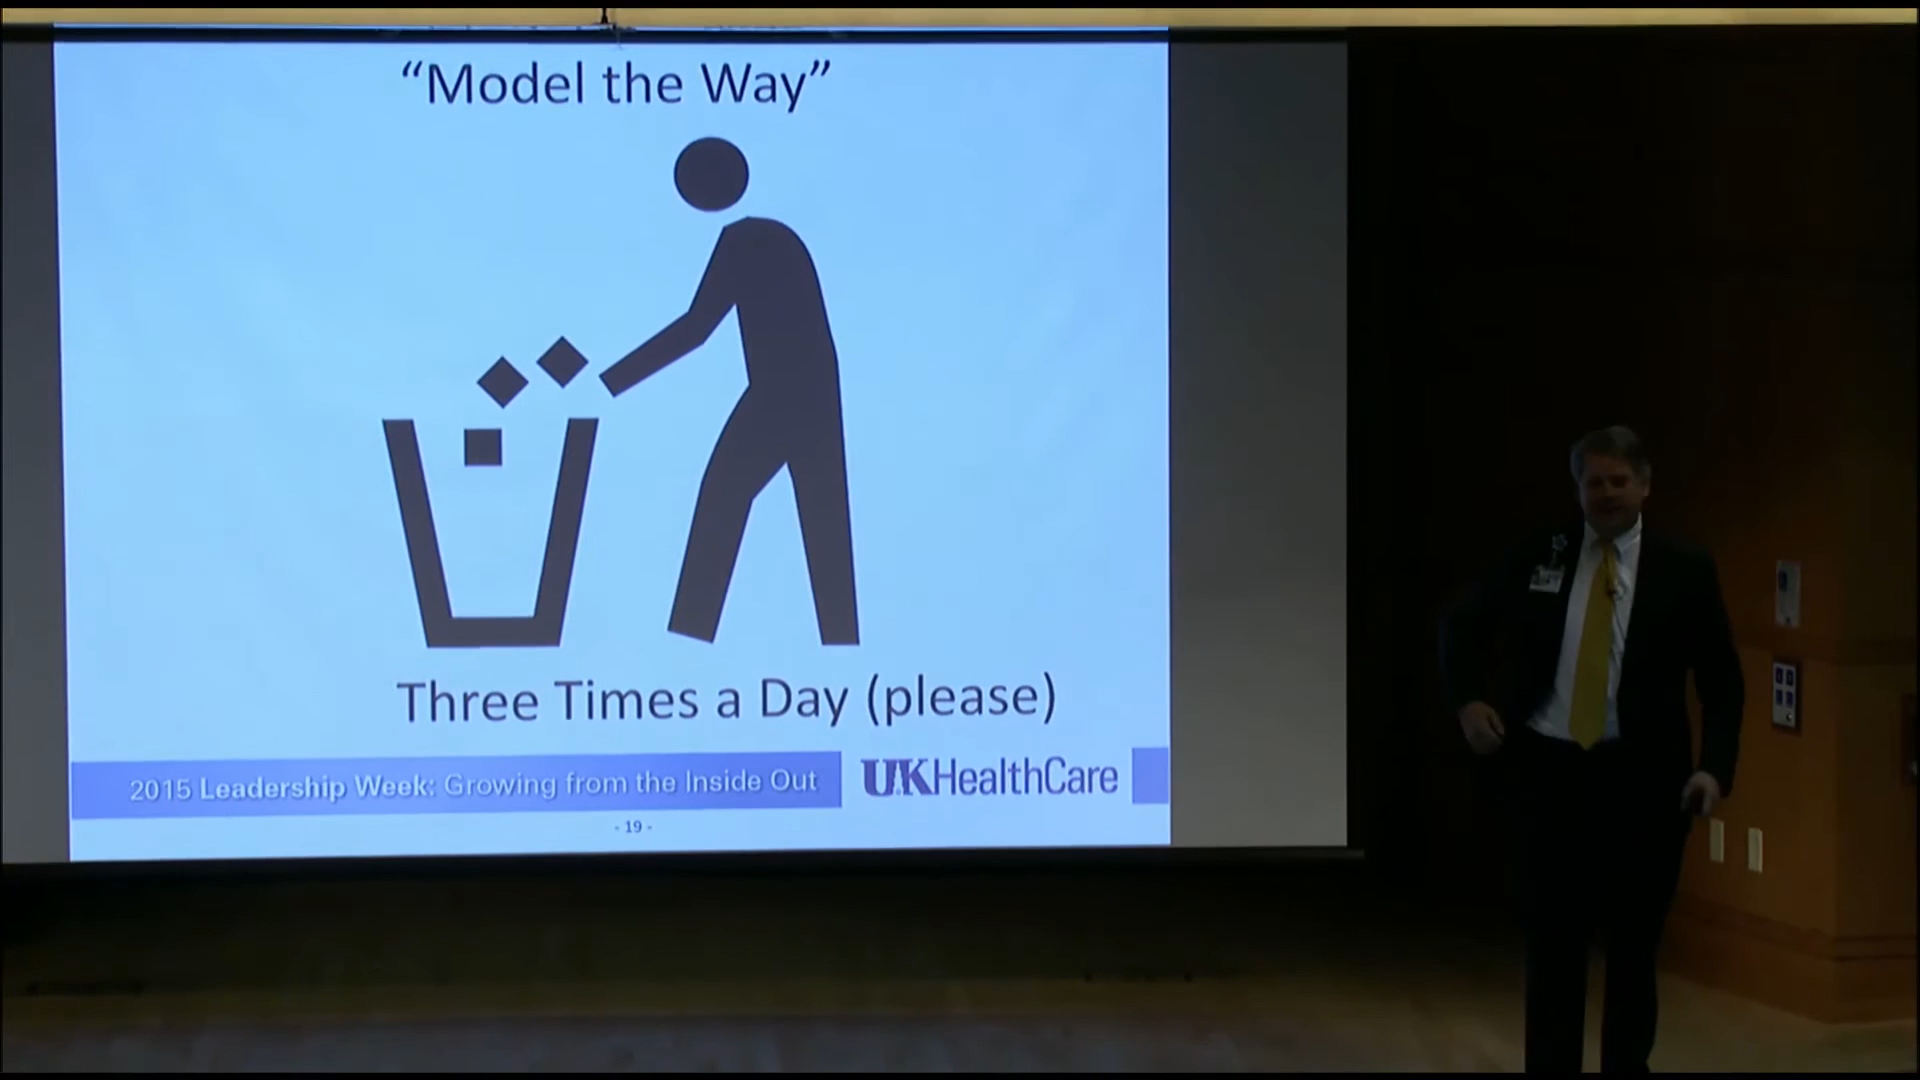 “Model the Way”
Three Times a Day (please)
2015 Leadership Week: Growing from the Inside Out
UKHealthCare
- 19 -